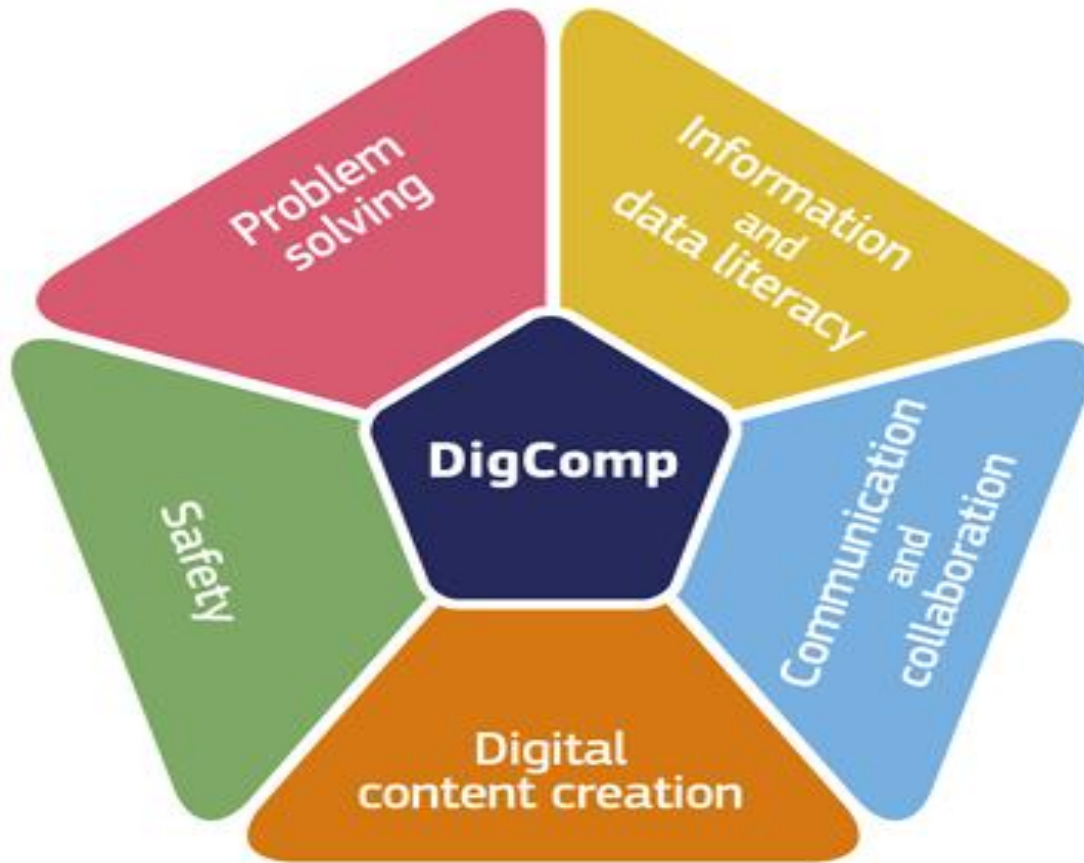 Problem
solving
Information
and
data literacy
DigComp
Safety
Communication
and
collaboration
Digital
content creation